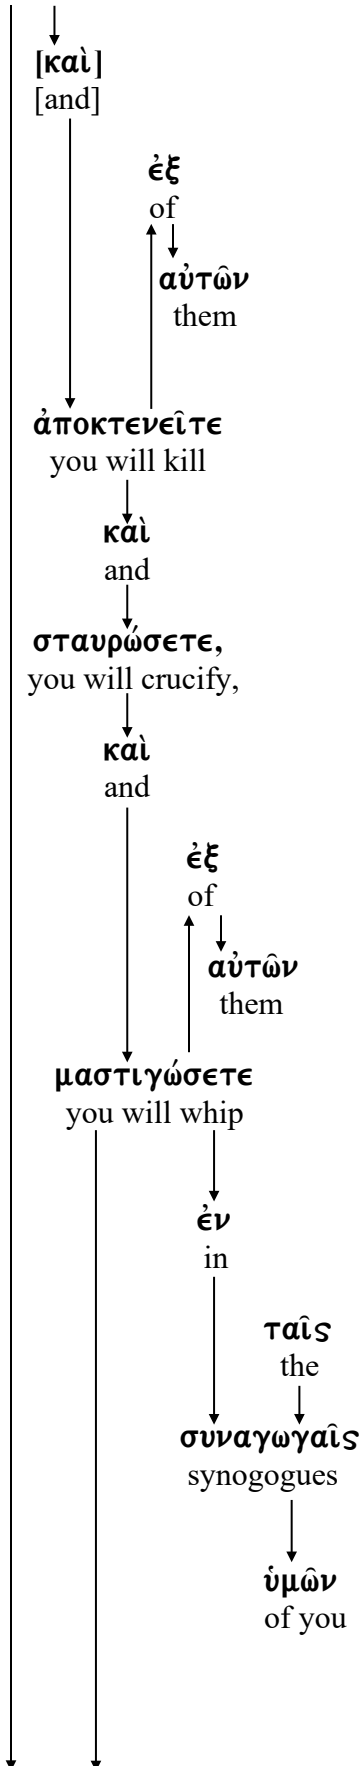 [καὶ]
[and]
ἐξ
of
αὐτῶν
them
ἀποκτενεῖτε
you will kill
καὶ
and
σταυρώσετε,
you will crucify,
καὶ
and
ἐξ
of
αὐτῶν
them
μαστιγώσετε
you will whip
ἐν
in
ταῖς
the
συναγωγαῖς
synogogues
ὑμῶν
of you